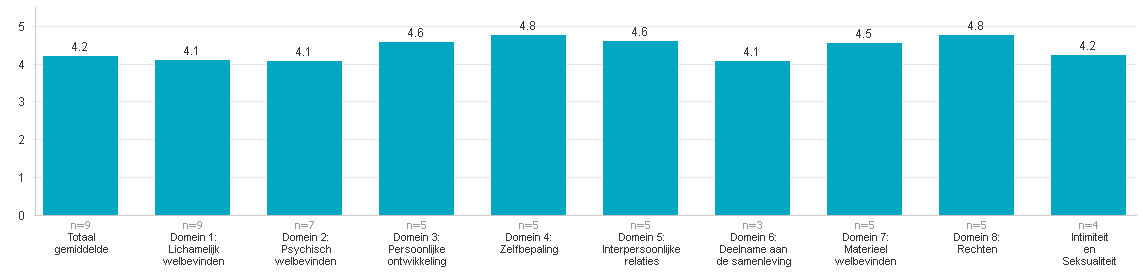 5
4
3
2
1
0
4.2
4.1
4.1
4.6
4.8
4.6
4.1
4.5
4.8
4.2
n=9
Totaal
gemiddelde
n=9
Domein 1:
Lichamelijk
welbevinden
n=7
Domein 2:
Psychisch
welbevinden
n=5
Domein 3:
Persoonlijke
ontwikkeling
n=5
Domein 4:
Zelfbepaling
n=5
Domein 5:
Interpersoonlijke
relaties
n=3
Domein 6:
Deelname aan
de samenleving
n=5
Domein 7:
Materieel
welbevinden
n=5
Domein 8:
Rechten
n=4
Intimiteit
en
Seksualiteit